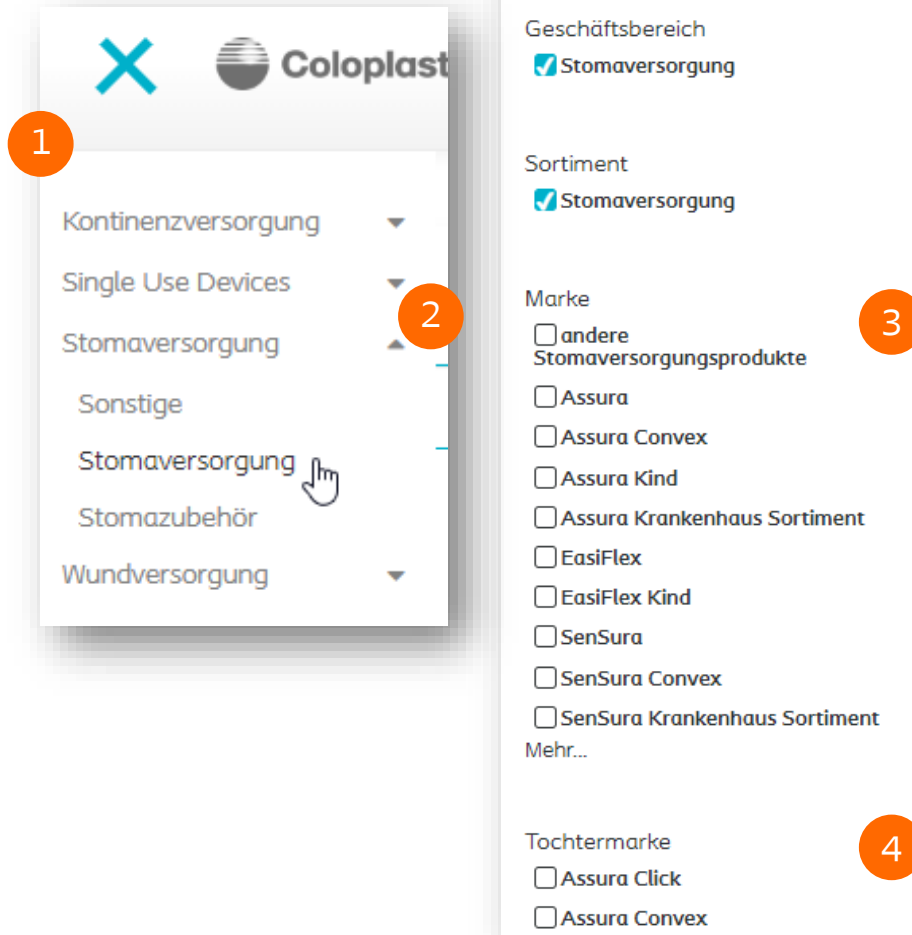 Coloplast
1
Kontinenzversorgung
Single Use Devices
2
Stomaversorgung
Sonstige
Stomaversorgung
Stomazubehör
Wundversorgung
Geschäftsbereich
Stomaversorgung
Sortiment
Stomaversorgung
Marke
3
andere
Stomaversorgungsprodukte
Assura
Assura Convex
Assura Kind
Assura Krankenhaus Sortiment
EasiFlex
EasiFlex Kind
SenSura
SenSura Convex
SenSura Krankenhaus Sortiment
Mehr...
Tochtermarke
4
Assura Click
Assura Convex